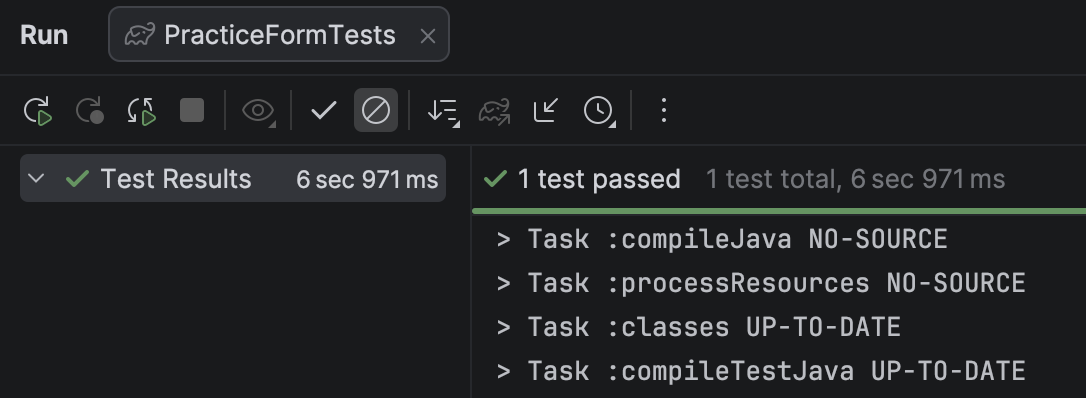 Run PracticeFormTests
Test Results 6 sec 971 ms
1 test passed 1 test total, 6 sec 971 ms
> Task :compileJava NO-SOURCE
> Task :processResources NO-SOURCE
> Task :classes UP-TO-DATE
> Task :compileTestJava UP-TO-DATE